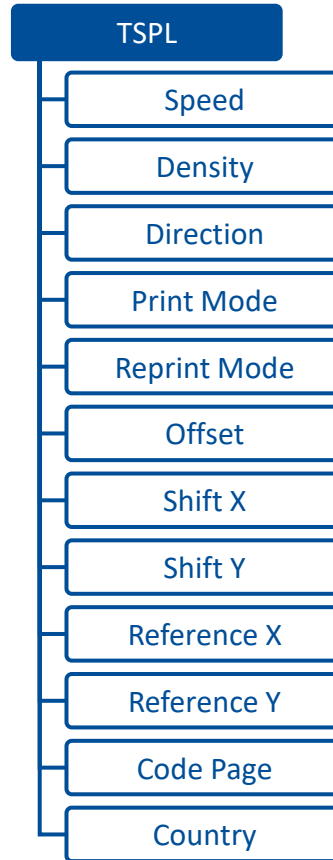 TSPL
Speed
Density
Direction
Print Mode
Reprint Mode
Offset
Shift X
Shift Y
Reference X
Reference Y
Code Page
Country